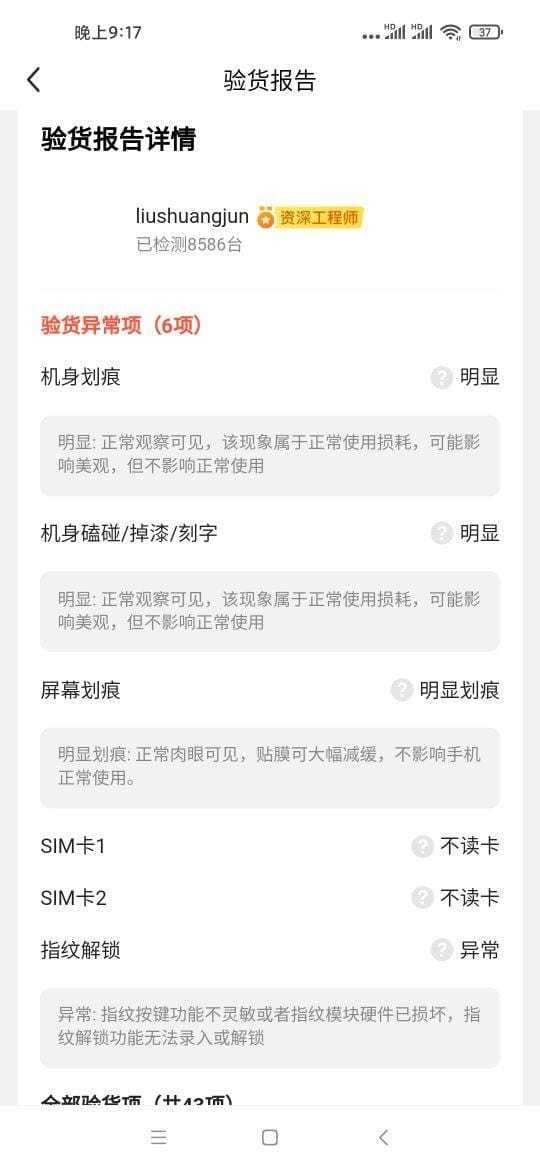 晚上9:17
HD HD 37
验货报告
验货报告详情
liushuangjun 资深工程师
已检测8586台
验货异常项（6项）
机身划痕 ? 明显
明显: 正常观察可见，该现象属于正常使用损耗，可能影
响美观，但不影响正常使用
机身磕碰/掉漆/刻字 ? 明显
明显: 正常观察可见，该现象属于正常使用损耗，可能影
响美观，但不影响正常使用
屏幕划痕 ? 明显划痕
明显划痕: 正常肉眼可见，贴膜可大幅减缓，不影响手机
正常使用。
SIM卡1 ? 不读卡
SIM卡2 ? 不读卡
指纹解锁 ? 异常
异常: 指纹按键功能不灵敏或者指纹模块硬件已损坏，指
纹解锁功能无法录入或解锁
全部验货项（共43项）